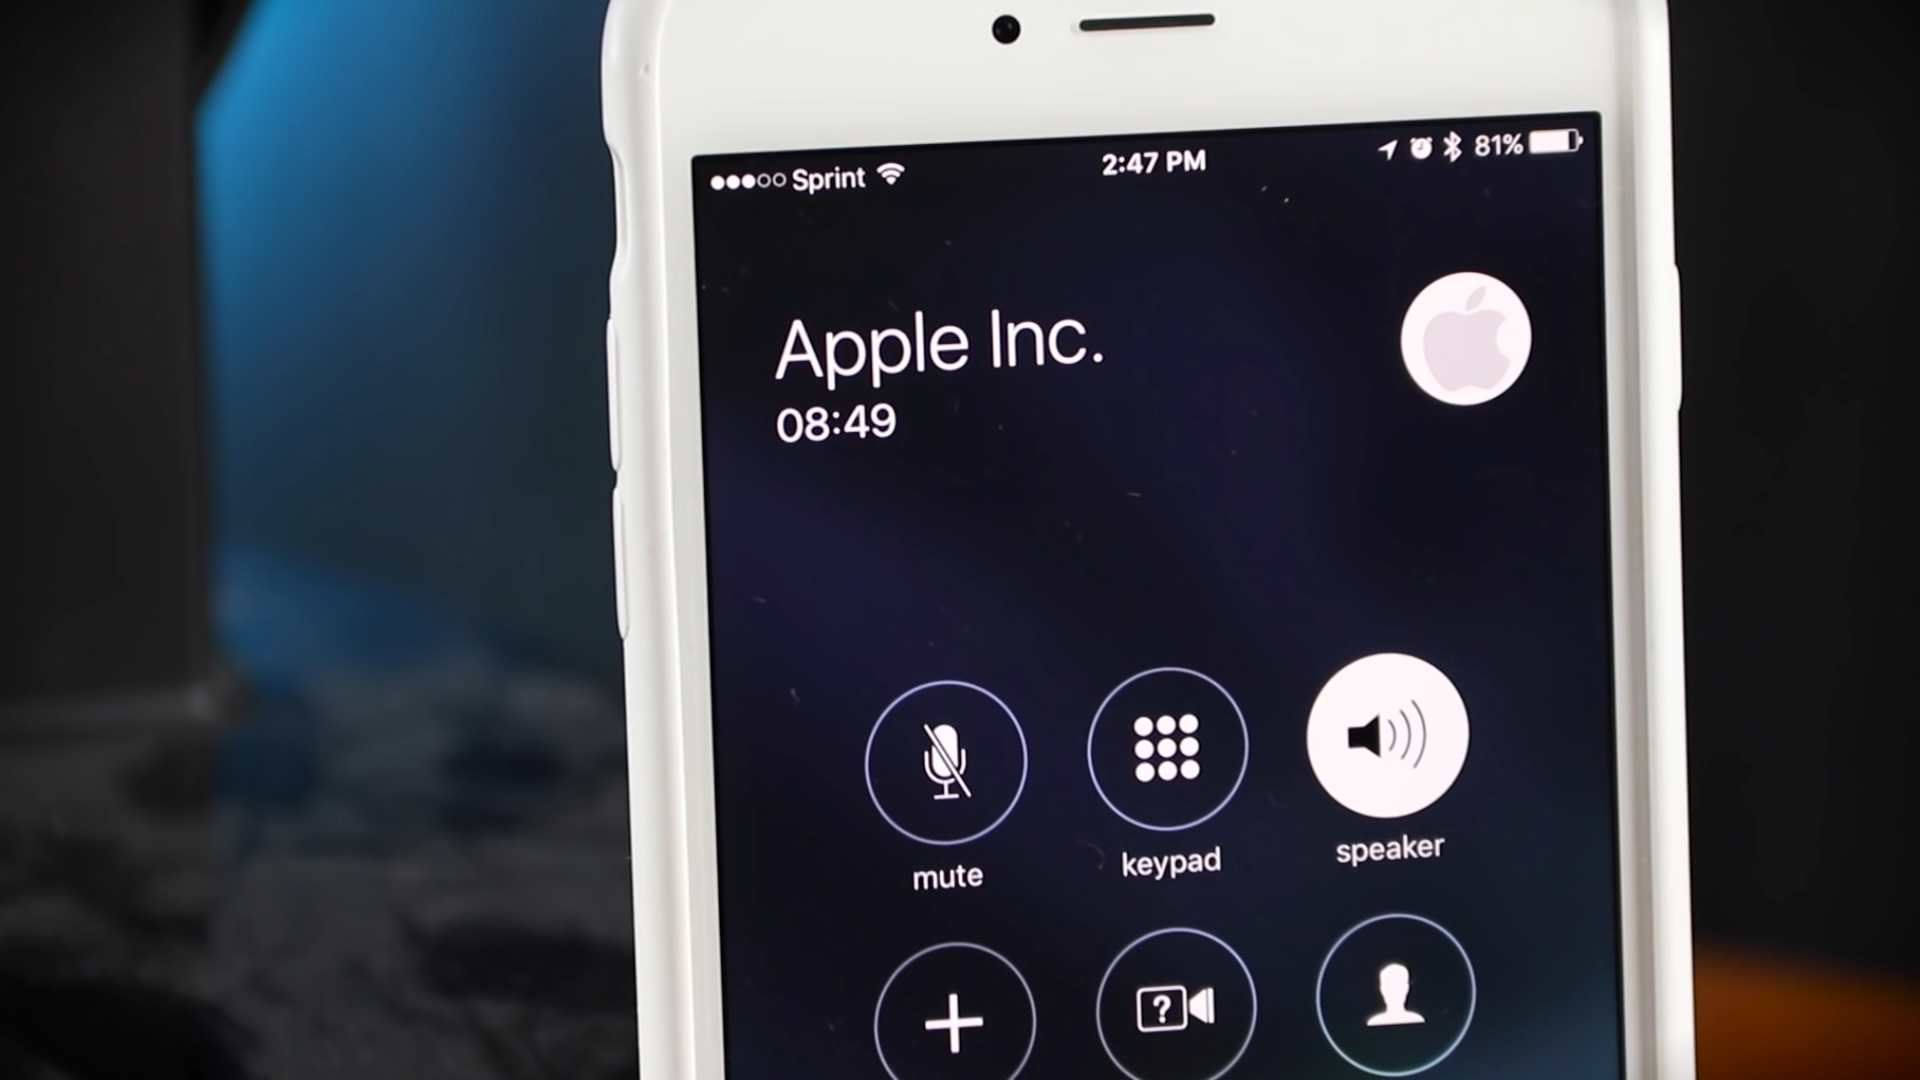 Sprint 2:47 PM 81%
Apple Inc.
08:49
mute keypad speaker
?